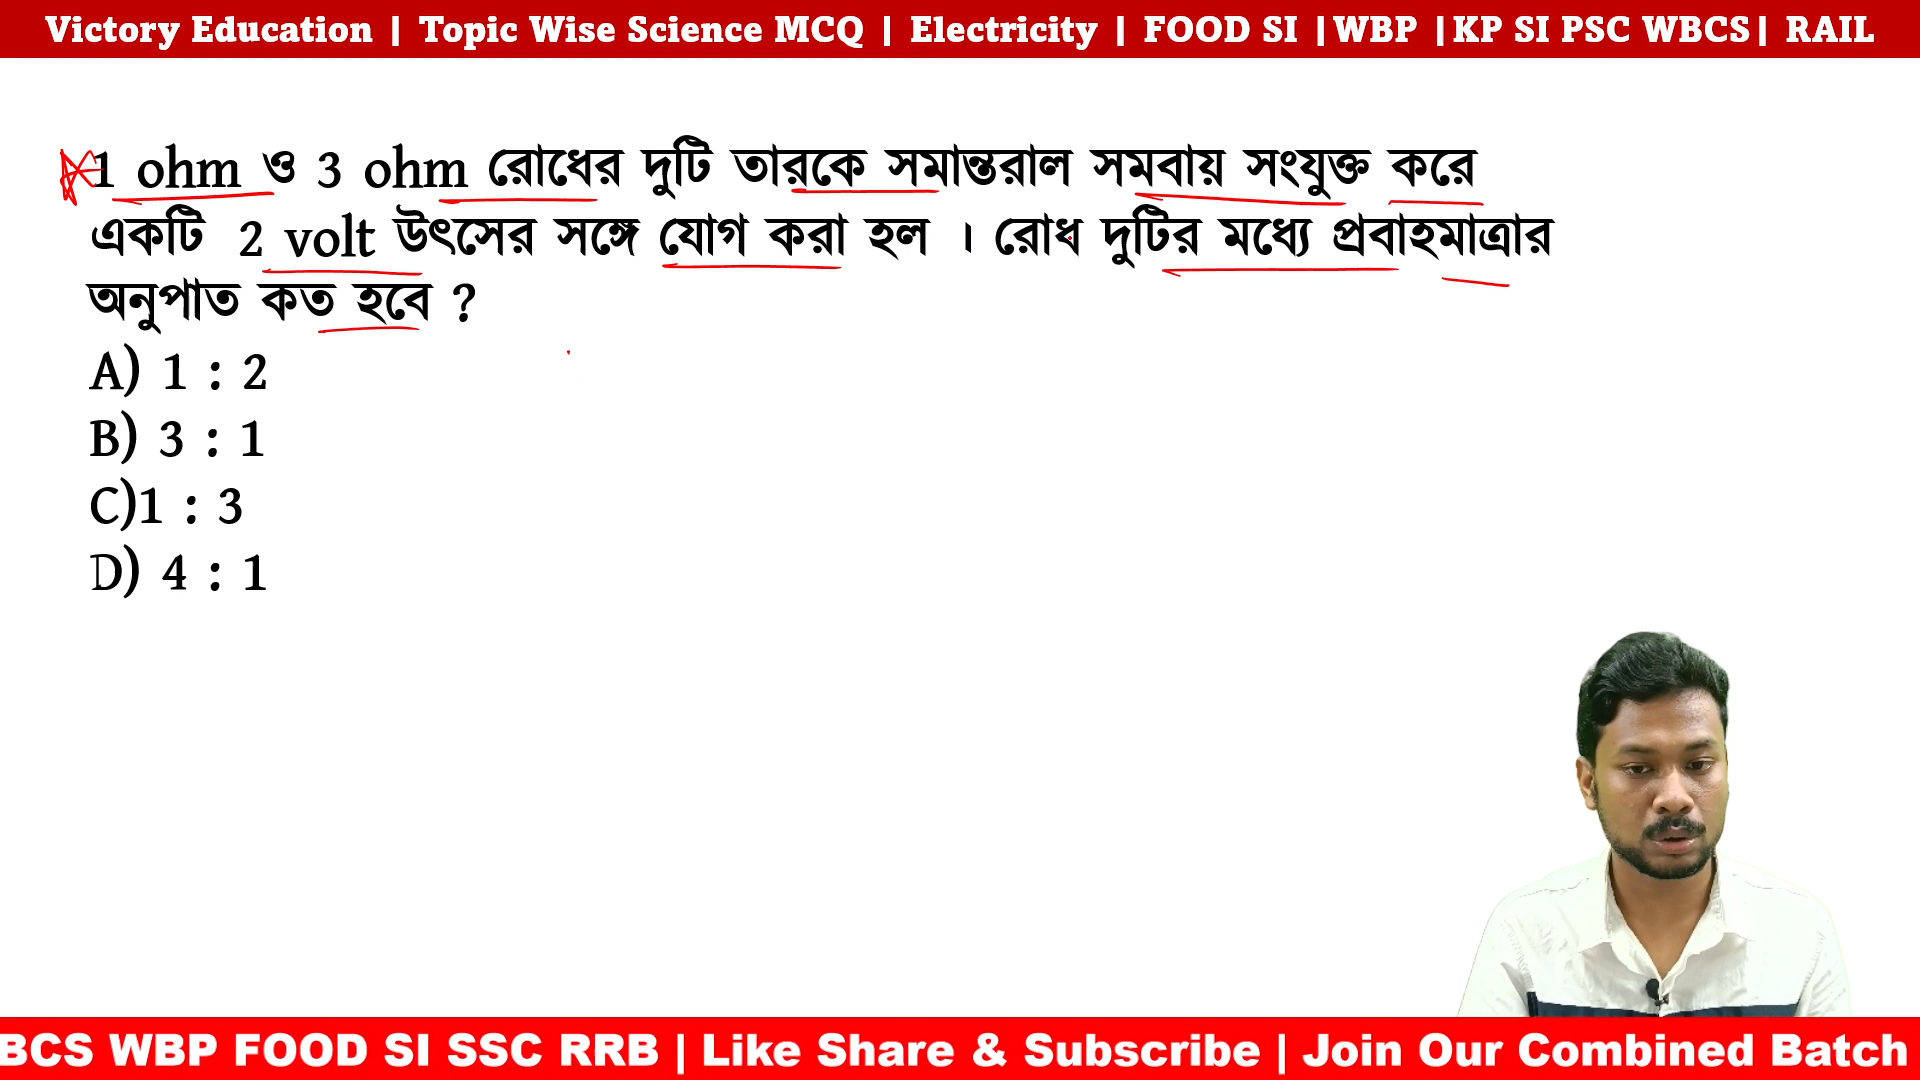 Victory Education | Topic Wise Science MCQ | Electricity | FOOD SI |WBP |KP SI PSC WBCS| RAIL
1 ohm ও 3 ohm রোধের দুটি তারকে সমান্তরাল সমবায় সংযুক্ত করে
একটি 2 volt উৎসের সঙ্গে যোগ করা হল । রোধ দুটির মধ্যে প্রবাহমাত্রার
অনুপাত কত হবে ?
A) 1 : 2
B) 3 : 1
C)1 : 3
D) 4 : 1
BCS WBP FOOD SI SSC RRB | Like Share & Subscribe | Join Our Combined Batch